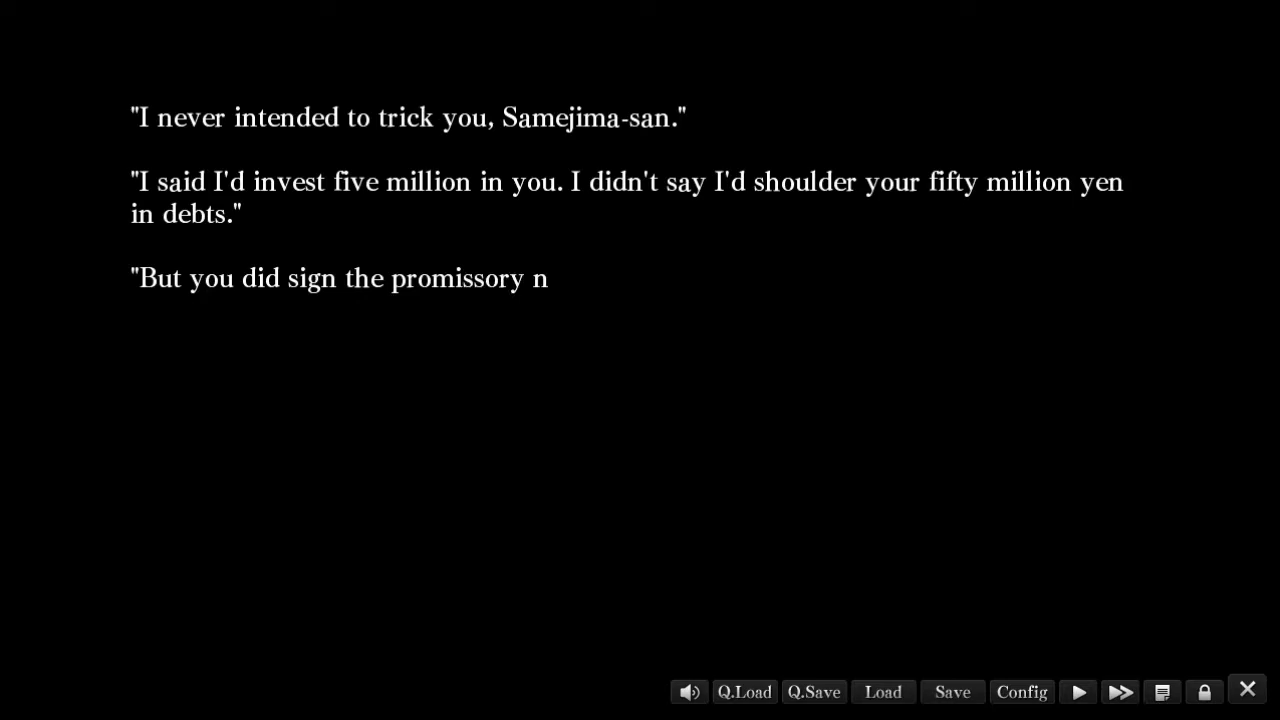 "I never intended to trick you, Samejima-san."
"I said I'd invest five million in you. I didn't say I'd shoulder your fifty million yen
in debts."
"But you did sign the promissory n
Q.Load Q.Save Load Save Config